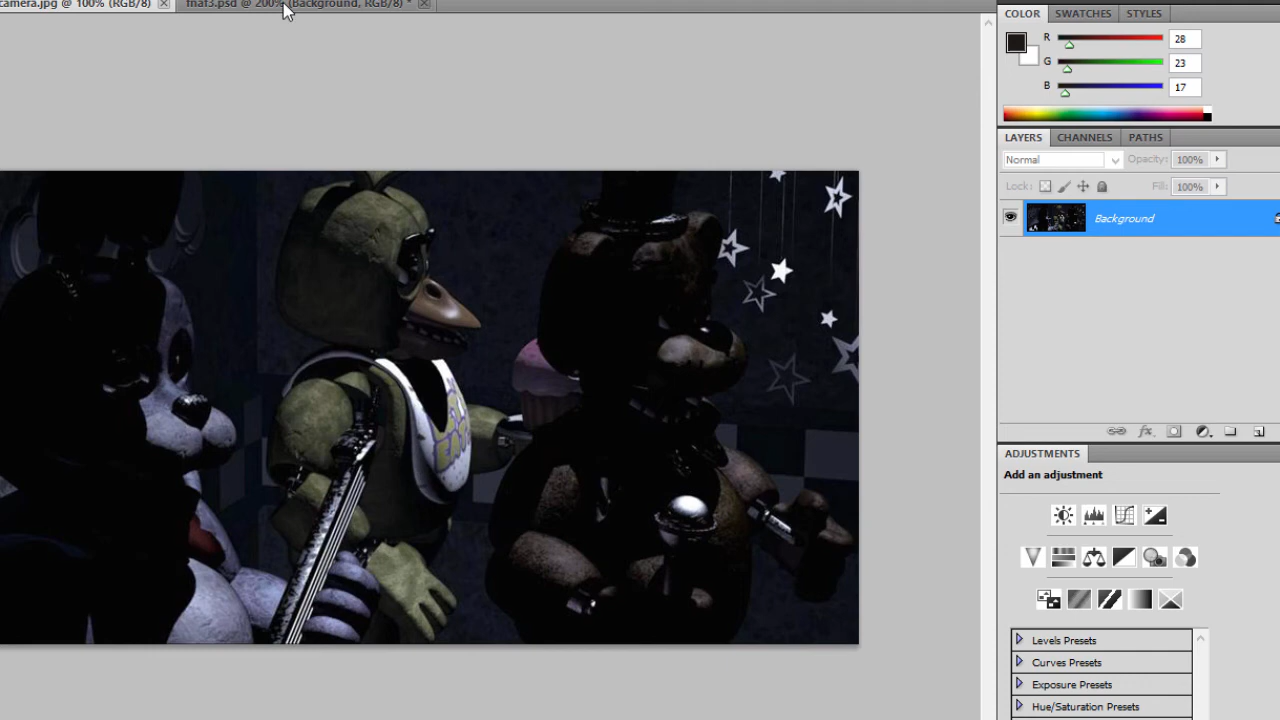 camera.jpg @ 100% (RGB/8)
fnaf3.psd @ 200% (Background, RGB/8) *
COLOR SWATCHES STYLES
R 28
G 23
B 17
LAYERS CHANNELS PATHS
Normal Opacity: 100%
Lock: Fill: 100%
Background
ADJUSTMENTS
Add an adjustment
Levels Presets
Curves Presets
Exposure Presets
Hue/Saturation Presets